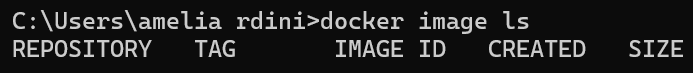 C:\Users\amelia rdini>docker image ls
REPOSITORY   TAG       IMAGE ID   CREATED   SIZE